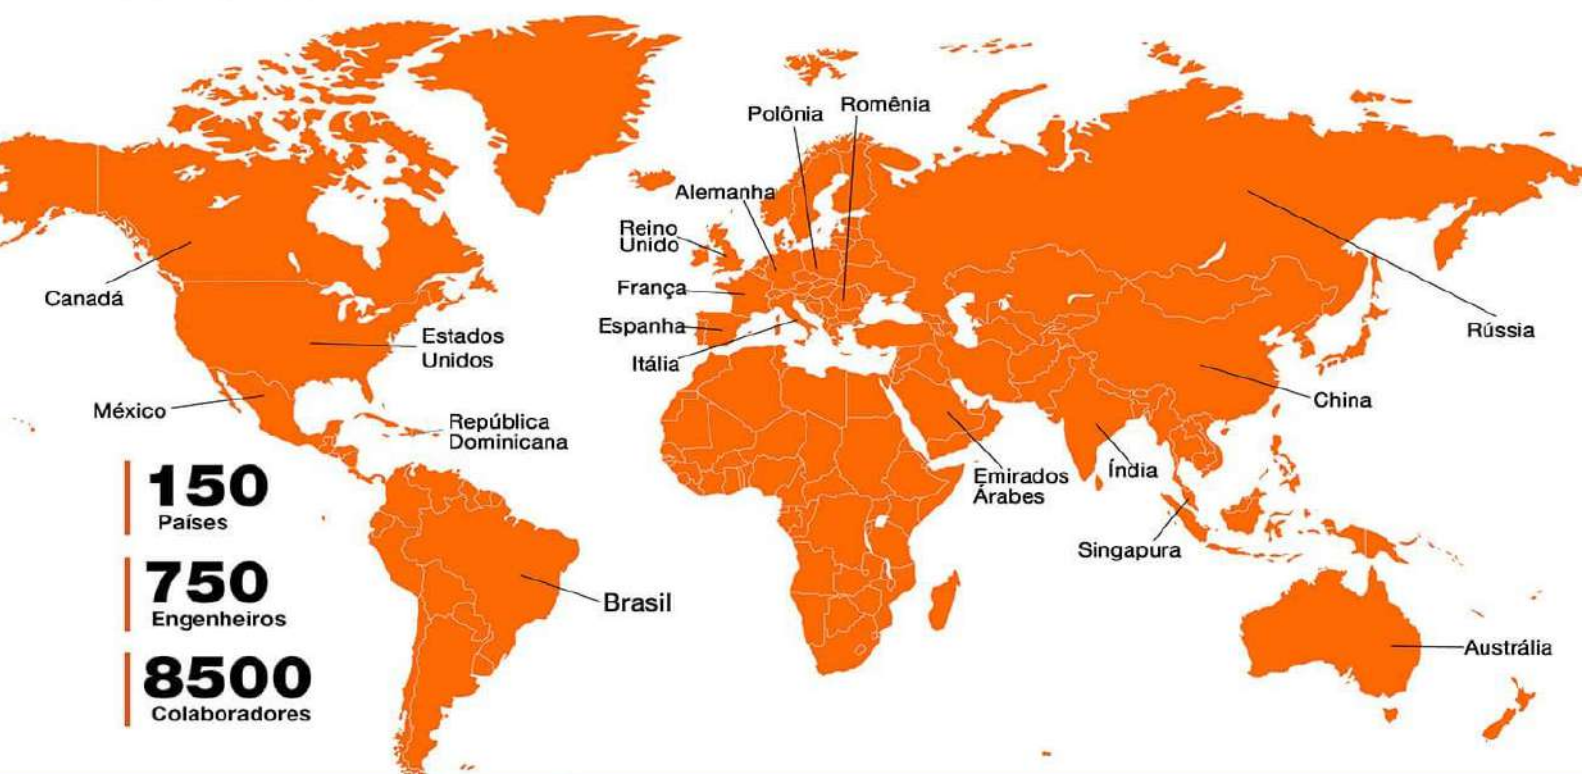 Polônia
Romênia
Alemanha
Reino
Unido
França
Espanha
Itália
Canadá
Estados
Unidos
México
República
Dominicana
Rússia
China
Índia
Emirados
Árabes
Singapura
Brasil
Austrália
150
Países
750
Engenheiros
8500
Colaboradores